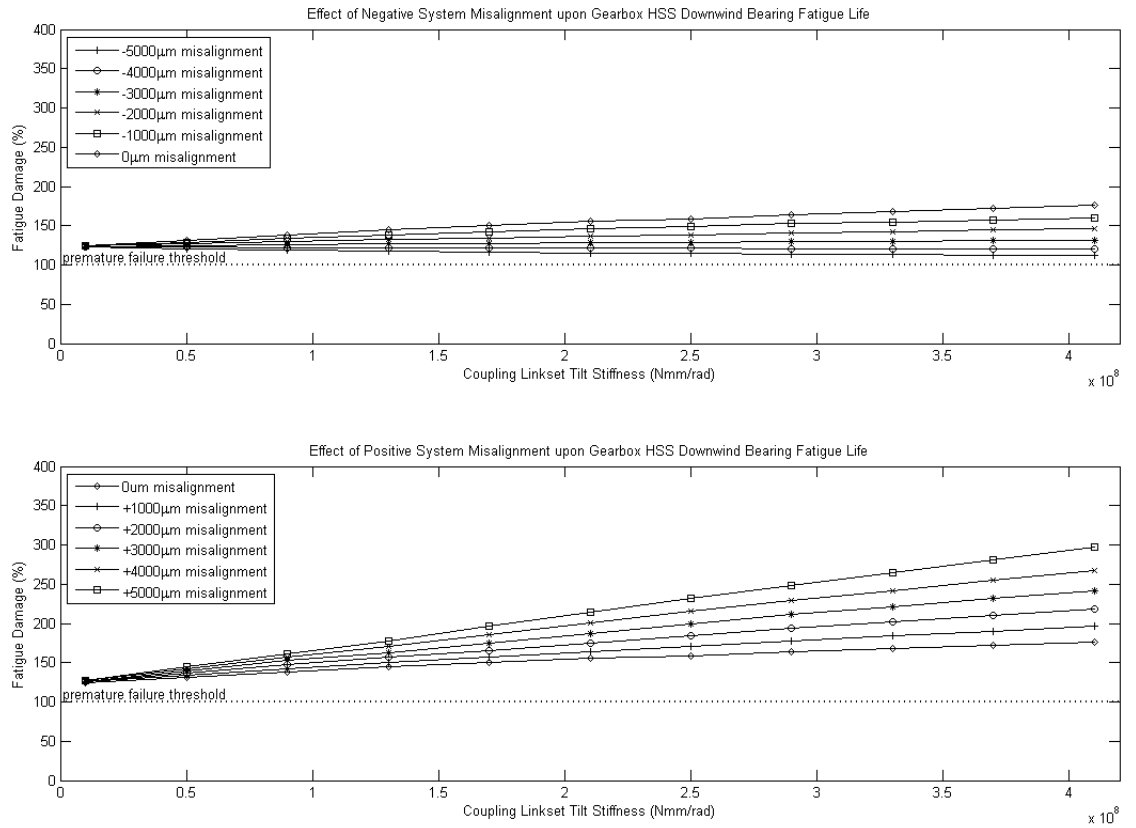 Effect of Negative System Misalignment upon Gearbox HSS Downwind Bearing Fatigue Life
400
350
300
250
200
150
100
50
0
Fatigue Damage (%)
-5000μm misalignment
-4000μm misalignment
-3000μm misalignment
-2000μm misalignment
-1000μm misalignment
0μm misalignment
premature failure threshold
0 0.5 1 1.5 2 2.5 3 3.5 4
Coupling Linkset Tilt Stiffness (Nmm/rad)
x 10^8
Effect of Positive System Misalignment upon Gearbox HSS Downwind Bearing Fatigue Life
400
350
300
250
200
150
100
50
0
Fatigue Damage (%)
0um misalignment
+1000μm misalignment
+2000μm misalignment
+3000μm misalignment
+4000μm misalignment
+5000μm misalignment
premature failure threshold
0 0.5 1 1.5 2 2.5 3 3.5 4
Coupling Linkset Tilt Stiffness (Nmm/rad)
x 10^8